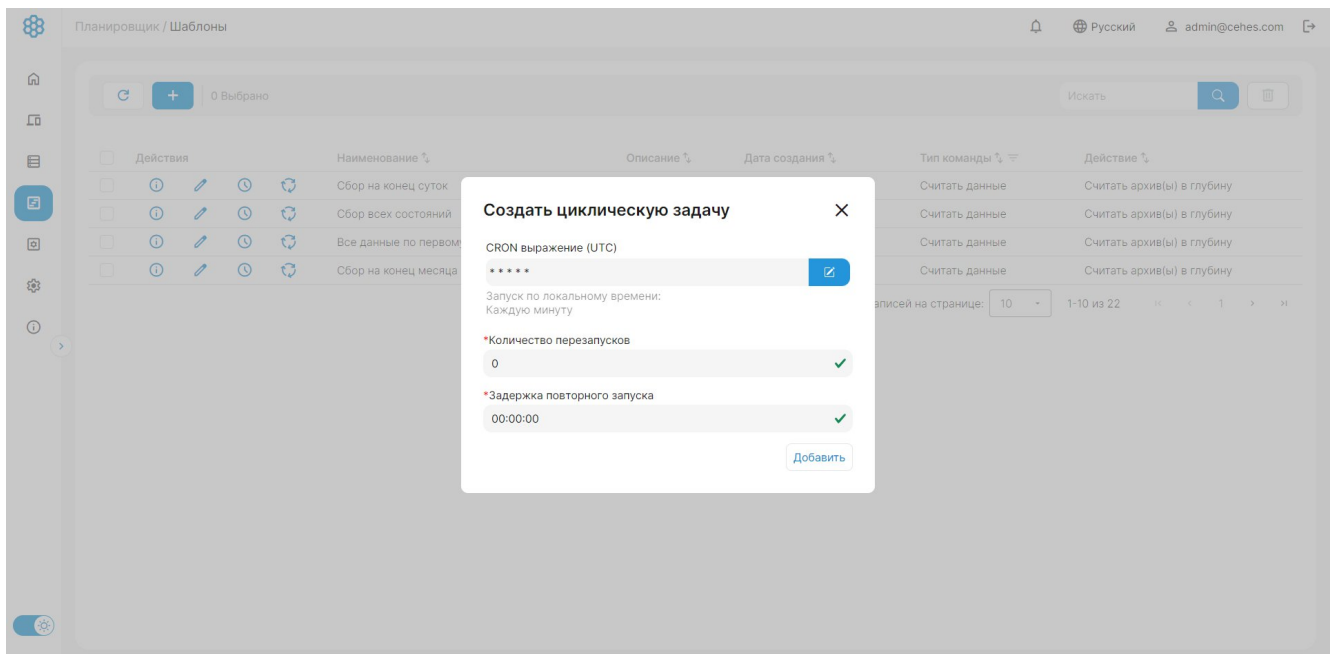 Планировщик / Шаблоны
Русский
admin@cehes.com
0 Выбрано
Искать
Действия Наименование Описание Дата создания Тип команды Действие
Сбор на конец суток Считать данные Считать архив(ы) в глубину
Сбор всех состояний Считать данные Считать архив(ы) в глубину
Все данные по Считать данные Считать архив(ы) в глубину
Сбор на конец месяца Считать данные Считать архив(ы) в глубину
на странице: 10 1-10 из 22 1
Создать циклическую задачу
CRON выражение (UTC)
* * * * *
Запуск по локальному времени:
Каждую минуту
*Количество перезапусков
0
*Задержка повторного запуска
00:00:00
Добавить